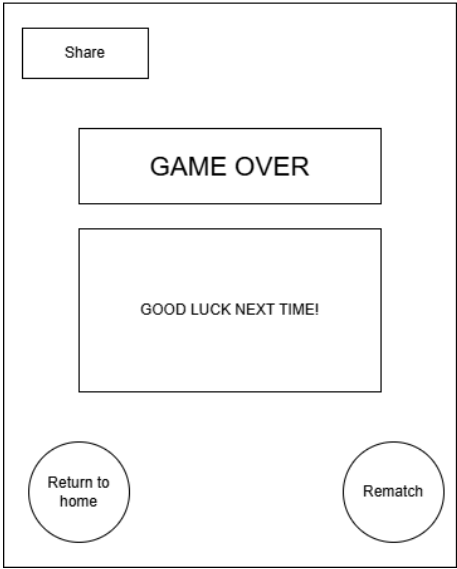 Share
GAME OVER
GOOD LUCK NEXT TIME!
Return to
home
Rematch